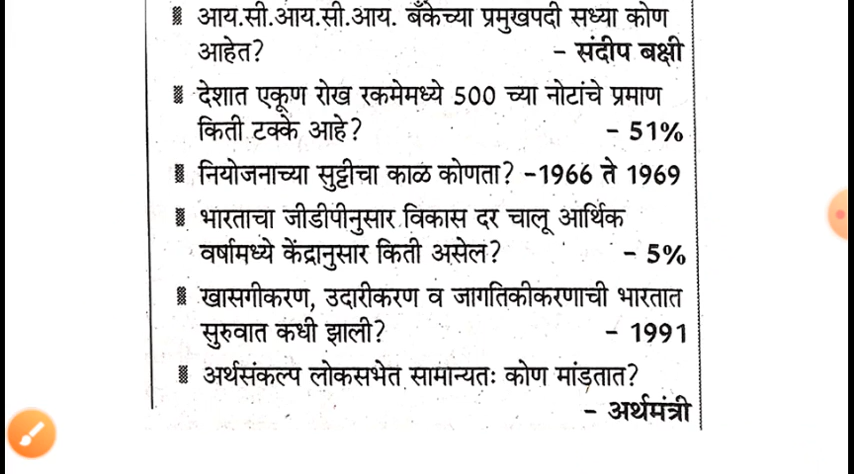 आय.सी.आय.सी.आय. बँकेच्या प्रमुखपदी सध्या कोण
आहेत? – संदीप बक्षी
देशात एकूण रोख रकमेमध्ये 500 च्या नोटांचे प्रमाण
किती टक्के आहे? – 51%
नियोजनाच्या सुट्टीचा काळ कोणता? –1966 ते 1969
भारताचा जीडीपीनुसार विकास दर चालू आर्थिक
वर्षामध्ये केंद्रानुसार किती असेल? – 5%
खासगीकरण, उदारीकरण व जागतिकीकरणाची भारतात
सुरुवात कधी झाली? – 1991
अर्थसंकल्प लोकसभेत सामान्यतः कोण मांडतात?
– अर्थमंत्री